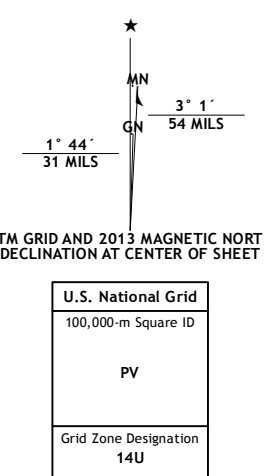 ★
MN
3° 1´
GN
54 MILS
1° 44´
31 MILS
TM GRID AND 2013 MAGNETIC NORT
DECLINATION AT CENTER OF SHEET
U.S. National Grid
100,000-m Square ID
PV
Grid Zone Designation
14U